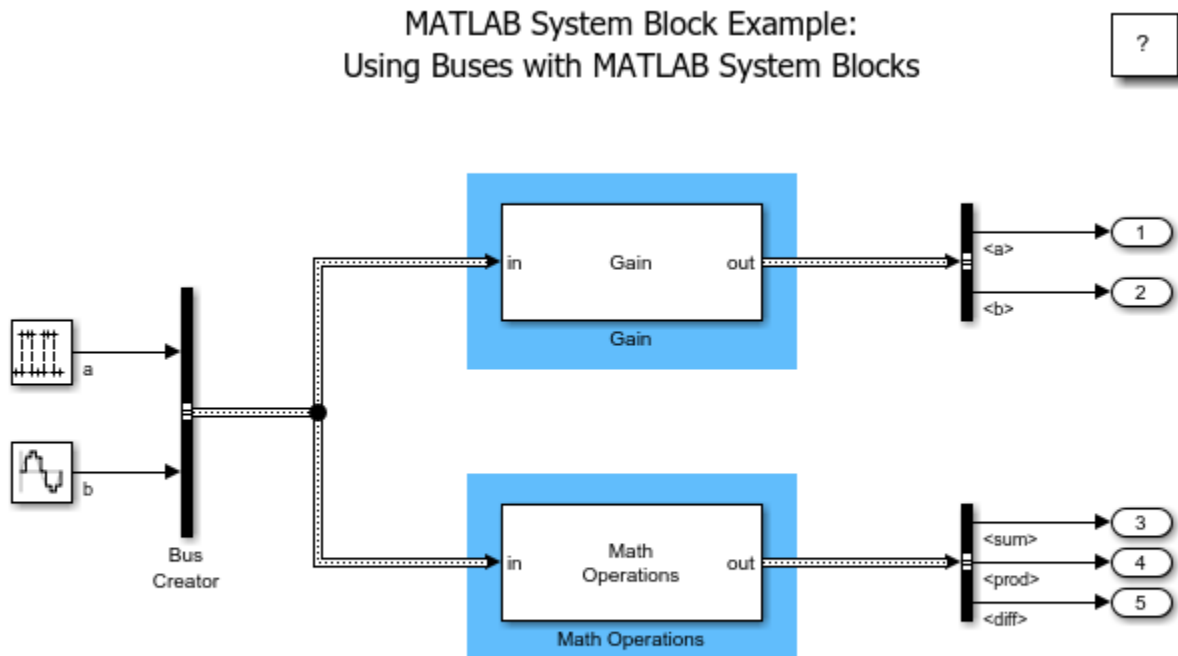 MATLAB System Block Example:
Using Buses with MATLAB System Blocks
?
a
b
Bus
Creator
in
Gain
out
Gain
<a>
<b>
1
2
in
Math
Operations
out
Math Operations
<sum>
<prod>
<diff>
3
4
5